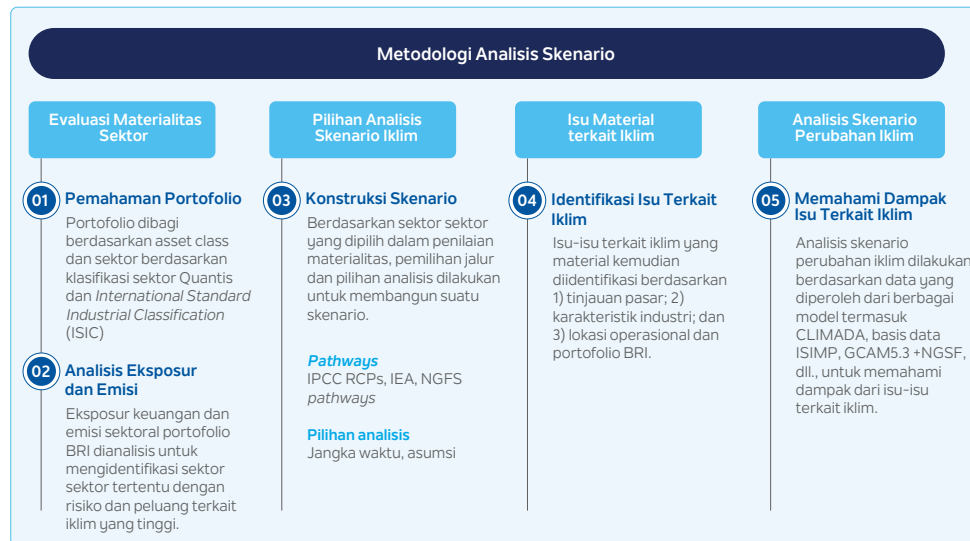 Metodologi Analisis Skenario
Evaluasi Materialitas
Sektor
01 Pemahaman Portofolio
Portofolio dibagi
berdasarkan asset class
dan sektor berdasarkan
klasifikasi sektor Quantis
dan International Standard
Industrial Classification
(ISIC)
02 Analisis Eksposur
dan Emisi
Eksposur keuangan dan
emisi sektoral portofolio
BRI dianalisis untuk
mengidentifikasi sektor
sektor tertentu dengan
risiko dan peluang terkait
iklim yang tinggi.
Pilihan Analisis
Skenario Iklim
03 Konstruksi Skenario
Berdasarkan sektor sektor
yang dipilih dalam penilaian
materialitas, pemilihan jalur
dan pilihan analisis dilakukan
untuk membangun suatu
skenario.
Pathways
IPCC RCPs, IEA, NGFS
pathways
Pilihan analisis
Jangka waktu, asumsi
Isu Material
terkait Iklim
04 Identifikasi Isu Terkait
Iklim
Isu-isu terkait iklim yang
material kemudian
diidentifikasi berdasarkan
1) tinjauan pasar; 2)
karakteristik industri; dan
3) lokasi operasional dan
portofolio BRI.
Analisis Skenario
Perubahan Iklim
05 Memahami Dampak
Isu Terkait Iklim
Analisis skenario
perubahan iklim dilakukan
berdasarkan data yang
diperoleh dari berbagai
model termasuk
CLIMADA, basis data
ISIMP, GCAM5.3 +NGSF,
dll., untuk memahami
dampak dari isu-isu
terkait iklim.